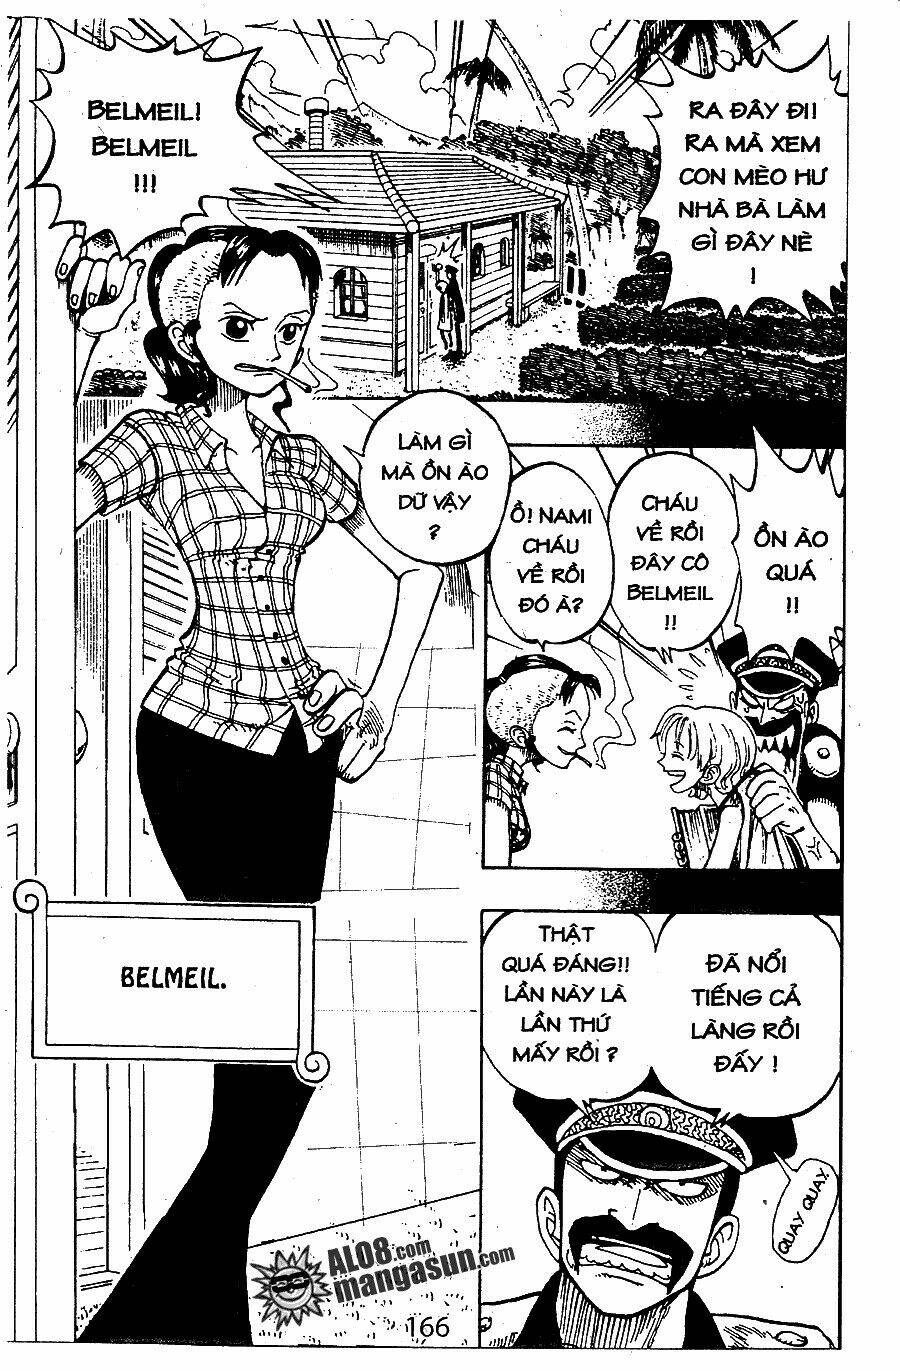 RA ĐÂY ĐI!
RA MÀ XEM
CON MÈO HƯ
NHÀ BÀ LÀM
GÌ ĐÂY NÈ
!
BELMEIL!
BELMEIL
!!!
LÀM GÌ
MÀ ỒN ÀO
DỮ VẬY
?
ỒN ÀO
QUÁ
!!
CHÁU
VỀ RỒI
ĐÂY CÔ
BELMEIL
!!
Ồ! NAMI
CHÁU
VỀ RỒI
ĐÓ À?
BELMEIL.
ĐÃ NỔI
TIẾNG CẢ
LÀNG RỒI
ĐẤY !
THẬT
QUÁ ĐÁNG!!
LẦN NÀY LÀ
LẦN THỨ
MẤY RỒI ?
QUAY QUAY
AL08.com
mangasun.com
166